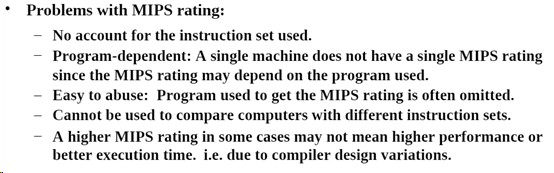 • Problems with MIPS rating:
– No account for the instruction set used.
– Program-dependent: A single machine does not have a single MIPS rating
since the MIPS rating may depend on the program used.
– Easy to abuse: Program used to get the MIPS rating is often omitted.
– Cannot be used to compare computers with different instruction sets.
– A higher MIPS rating in some cases may not mean higher performance or
better execution time. i.e. due to compiler design variations.